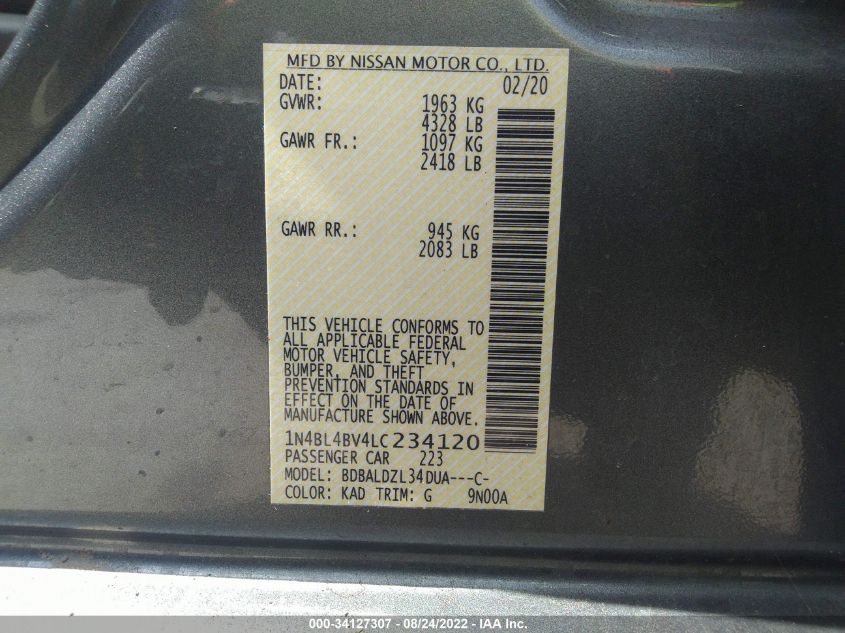 MFD BY NISSAN MOTOR CO., LTD.
DATE: 02/20
GVWR: 1963 KG
4328 LB
GAWR FR.: 1097 KG
2418 LB
GAWR RR.: 945 KG
2083 LB
THIS VEHICLE CONFORMS TO
ALL APPLICABLE FEDERAL
MOTOR VEHICLE SAFETY,
BUMPER, AND THEFT
PREVENTION STANDARDS IN
EFFECT ON THE DATE OF
MANUFACTURE SHOWN ABOVE.
1N4BL4BV4LC234120
PASSENGER CAR 223
MODEL: BDBALDZL34DUA---C-
COLOR: KAD TRIM: G 9N00A
000-34127307 • 08/24/2022 • IAA Inc.